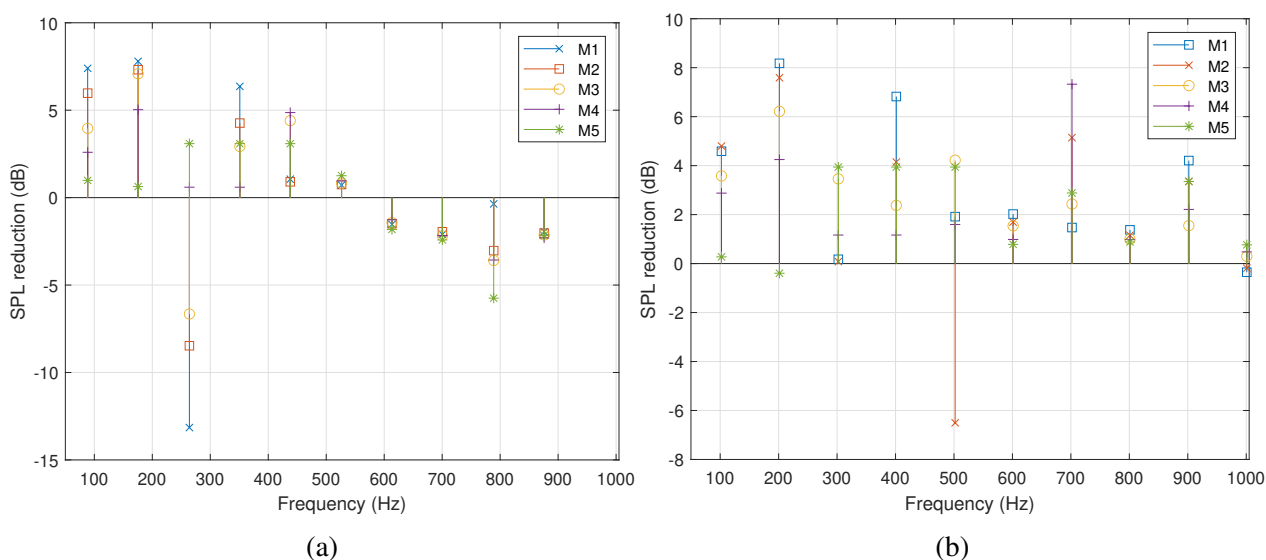 10
5
0
-5
-10
-15
SPL reduction (dB)
100 200 300 400 500 600 700 800 900 1000
Frequency (Hz)
M1
M2
M3
M4
M5
(a)
10
8
6
4
2
0
-2
-4
-6
-8
SPL reduction (dB)
100 200 300 400 500 600 700 800 900 1000
Frequency (Hz)
M1
M2
M3
M4
M5
(b)